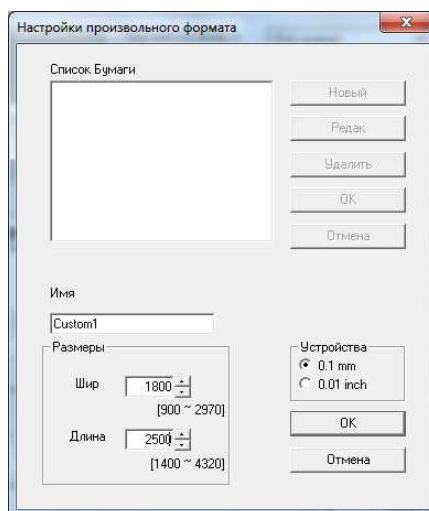 Настройки произвольного формата
Список Бумаги
Новый
Редак
Удалить
OK
Отмена
Имя
Custom1
Размеры
Шир 1800
[900 ~ 2970]
Длина 2500
[1400 ~ 4320]
Устройства
0.1 mm
0.01 inch
OK
Отмена